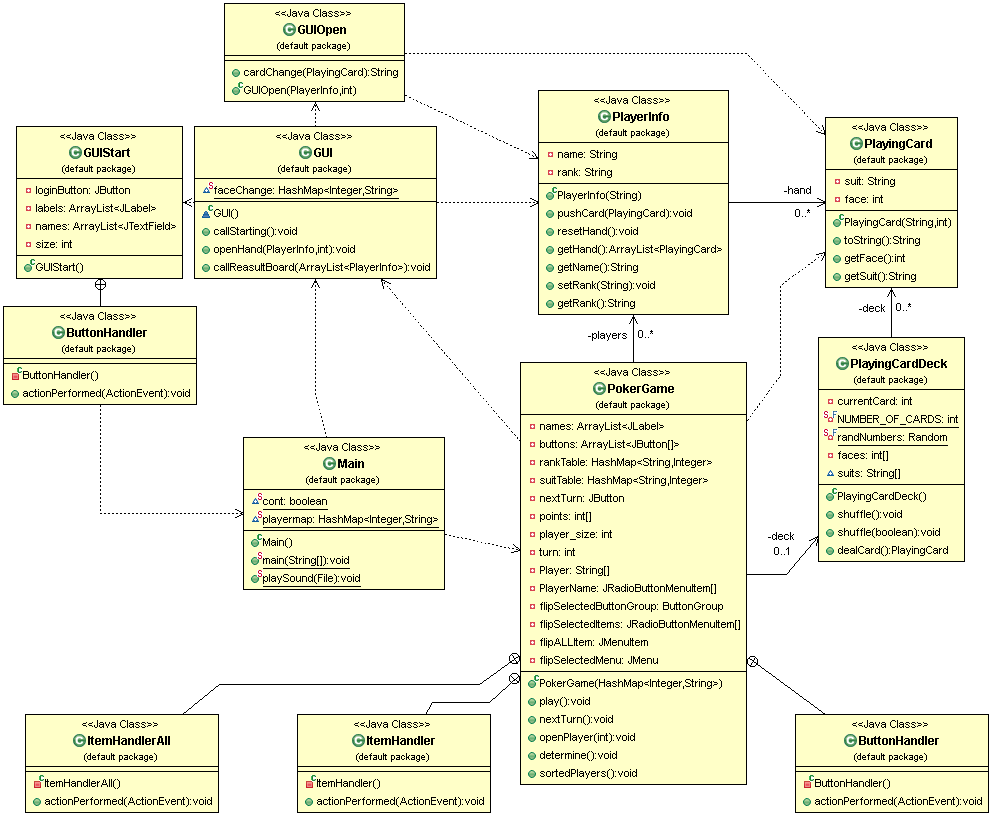 <<Java Class>>
GUIOpen
(default package)
cardChange(PlayingCard):String
GUIOpen(PlayerInfo,int)
<<Java Class>>
PlayerInfo
(default package)
name: String
rank: String
PlayerInfo(String)
pushCard(PlayingCard):void
resetHand():void
getHand():ArrayList<PlayingCard>
getName():String
setRank(String):void
getRank():String
<<Java Class>>
PlayingCard
(default package)
suit: String
face: int
PlayingCard(String,int)
toString():String
getFace():int
getSuit():String
<<Java Class>>
GUIStart
(default package)
loginButton: JButton
labels: ArrayList<JLabel>
names: ArrayList<JTextField>
size: int
GUIStart()
<<Java Class>>
GUI
(default package)
faceChange: HashMap<Integer,String>
GUI()
callStarting():void
openHand(PlayerInfo,int):void
callReasultBoard(ArrayList<PlayerInfo>):void
-hand
0..*
-deck
0..*
-players
0..*
<<Java Class>>
ButtonHandler
(default package)
ButtonHandler()
actionPerformed(ActionEvent):void
<<Java Class>>
PlayingCardDeck
(default package)
currentCard: int
NUMBER_OF_CARDS: int
randNumbers: Random
faces: int[]
suits: String[]
PlayingCardDeck()
shuffle():void
shuffle(boolean):void
dealCard():PlayingCard
<<Java Class>>
PokerGame
(default package)
names: ArrayList<JLabel>
buttons: ArrayList<JButton[]>
rankTable: HashMap<String,Integer>
suitTable: HashMap<String,Integer>
nextTurn: JButton
points: int[]
player_size: int
turn: int
Player: String[]
PlayerName: JRadioButtonMenuItem[]
flipSelectedButtonGroup: ButtonGroup
flipSelectedItems: JRadioButtonMenuItem[]
flipALLItem: JMenuItem
flipSelectedMenu: JMenu
PokerGame(HashMap<Integer,String>)
play():void
nextTurn():void
openPlayer(int):void
determine():void
sortedPlayers():void
<<Java Class>>
Main
(default package)
cont: boolean
playermap: HashMap<Integer,String>
Main()
main(String[]):void
playSound(File):void
-deck
0..1
<<Java Class>>
ItemHandlerAll
(default package)
ItemHandlerAll()
actionPerformed(ActionEvent):void
<<Java Class>>
ItemHandler
(default package)
ItemHandler()
actionPerformed(ActionEvent):void
<<Java Class>>
ButtonHandler
(default package)
ButtonHandler()
actionPerformed(ActionEvent):void